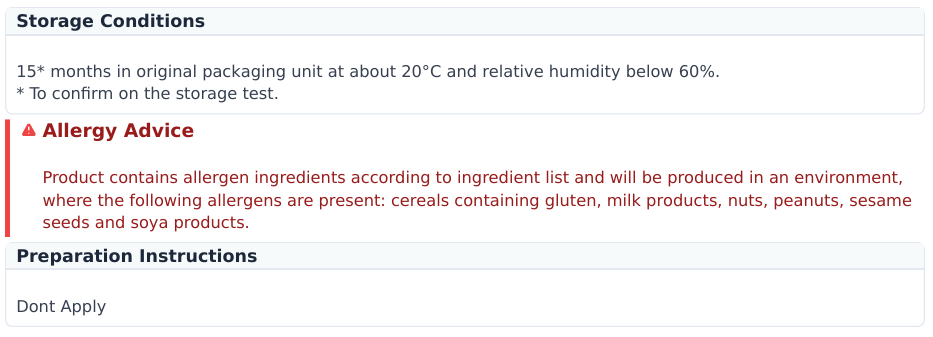 Storage Conditions
15* months in original packaging unit at about 20°C and relative humidity below 60%.
* To confirm on the storage test.
Allergy Advice
Product contains allergen ingredients according to ingredient list and will be produced in an environment,
where the following allergens are present: cereals containing gluten, milk products, nuts, peanuts, sesame
seeds and soya products.
Preparation Instructions
Dont Apply